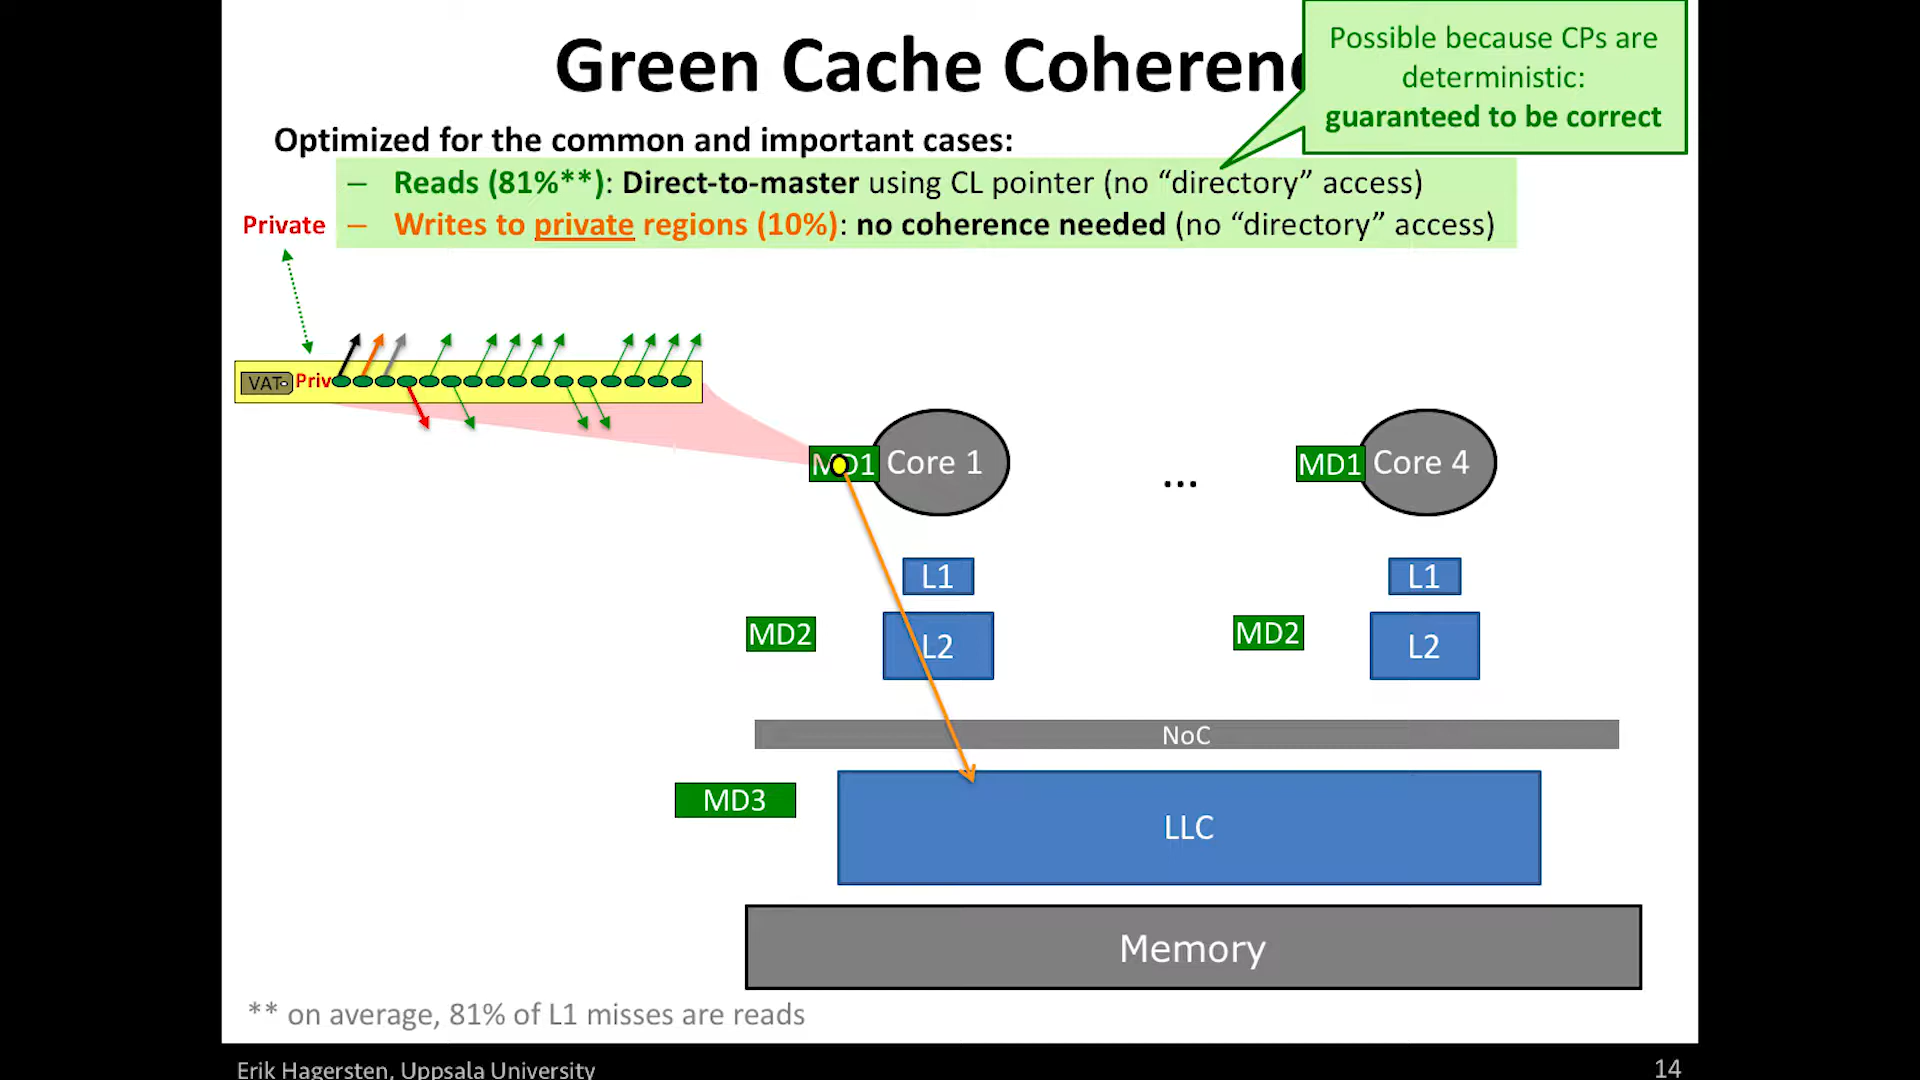 Green Cache Coheren
Possible because CPs are
deterministic:
guaranteed to be correct
Optimized for the common and important cases:
– Reads (81%**): Direct-to-master using CL pointer (no “directory” access)
Private
– Writes to private regions (10%): no coherence needed (no “directory” access)
VAT Priv
MD1 Core 1
...
MD1 Core 4
L1
L1
MD2
L2
MD2
L2
NoC
MD3
LLC
Memory
** on average, 81% of L1 misses are reads
Erik Hagersten, Uppsala University
14